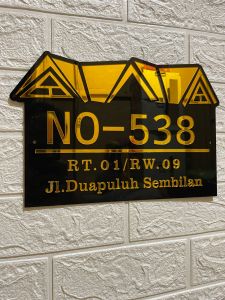 NO-538
RT.01/RW.09
Jl.Duapuluh Sembilan